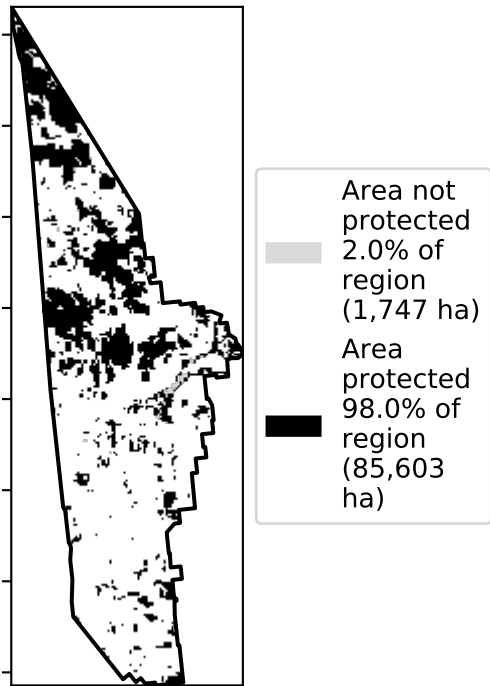 Area not
protected
2.0% of
region
(1,747 ha)
Area
protected
98.0% of
region
(85,603
ha)